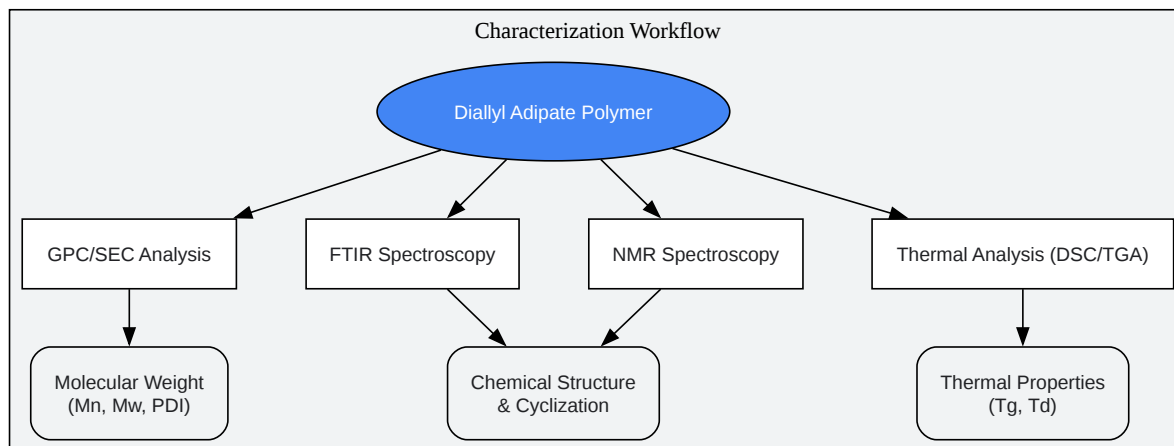 Characterization Workflow
Diallyl Adipate Polymer
GPC/SEC Analysis
FTIR Spectroscopy
NMR Spectroscopy
Thermal Analysis (DSC/TGA)
Molecular Weight
(Mn, Mw, PDI)
Chemical Structure
& Cyclization
Thermal Properties
(Tg, Td)